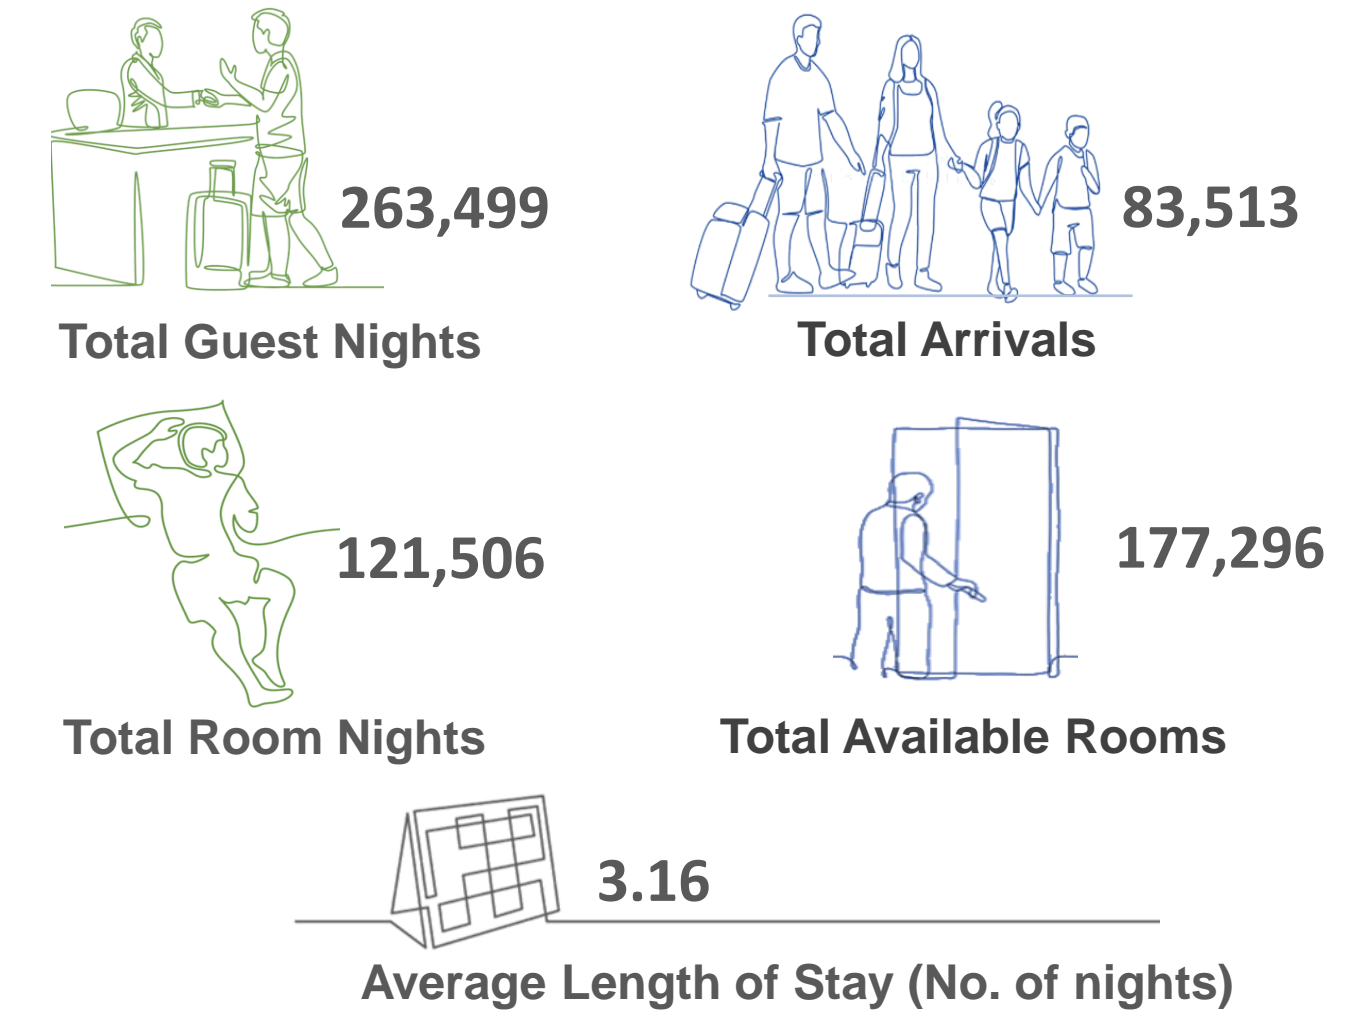 263,499
83,513
Total Guest Nights
Total Arrivals
121,506
177,296
Total Room Nights
Total Available Rooms
3.16
Average Length of Stay (No. of nights)